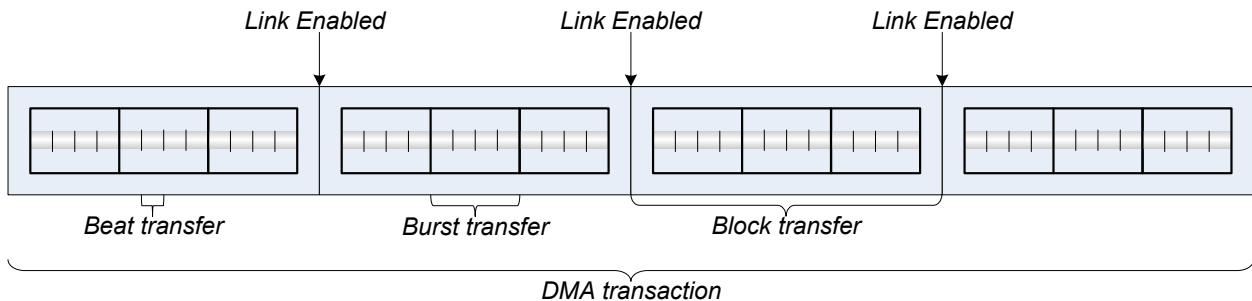 Link Enabled Link Enabled Link Enabled
Beat transfer Burst transfer Block transfer
DMA transaction